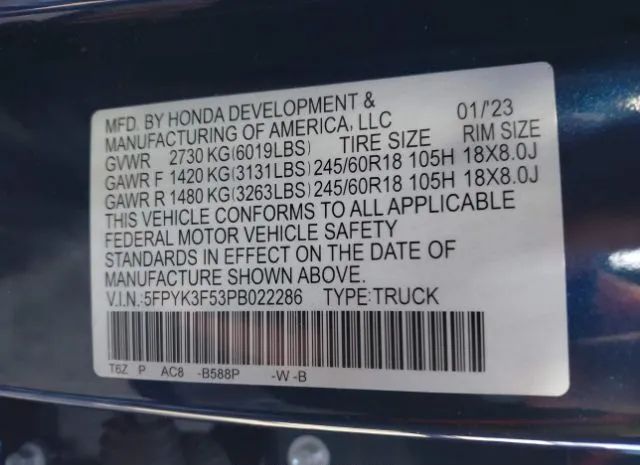 MFD. BY HONDA DEVELOPMENT &
MANUFACTURING OF AMERICA, LLC 01/'23
GVWR 2730 KG(6019LBS) TIRE SIZE RIM SIZE
GAWR F 1420 KG(3131LBS) 245/60R18 105H 18X8.0J
GAWR R 1480 KG(3263LBS) 245/60R18 105H 18X8.0J
THIS VEHICLE CONFORMS TO ALL APPLICABLE
FEDERAL MOTOR VEHICLE SAFETY
STANDARDS IN EFFECT ON THE DATE OF
MANUFACTURE SHOWN ABOVE.
V.I.N.:5FPYK3F53PB022286 TYPE:TRUCK
T6Z P AC8 -B588P -W -B